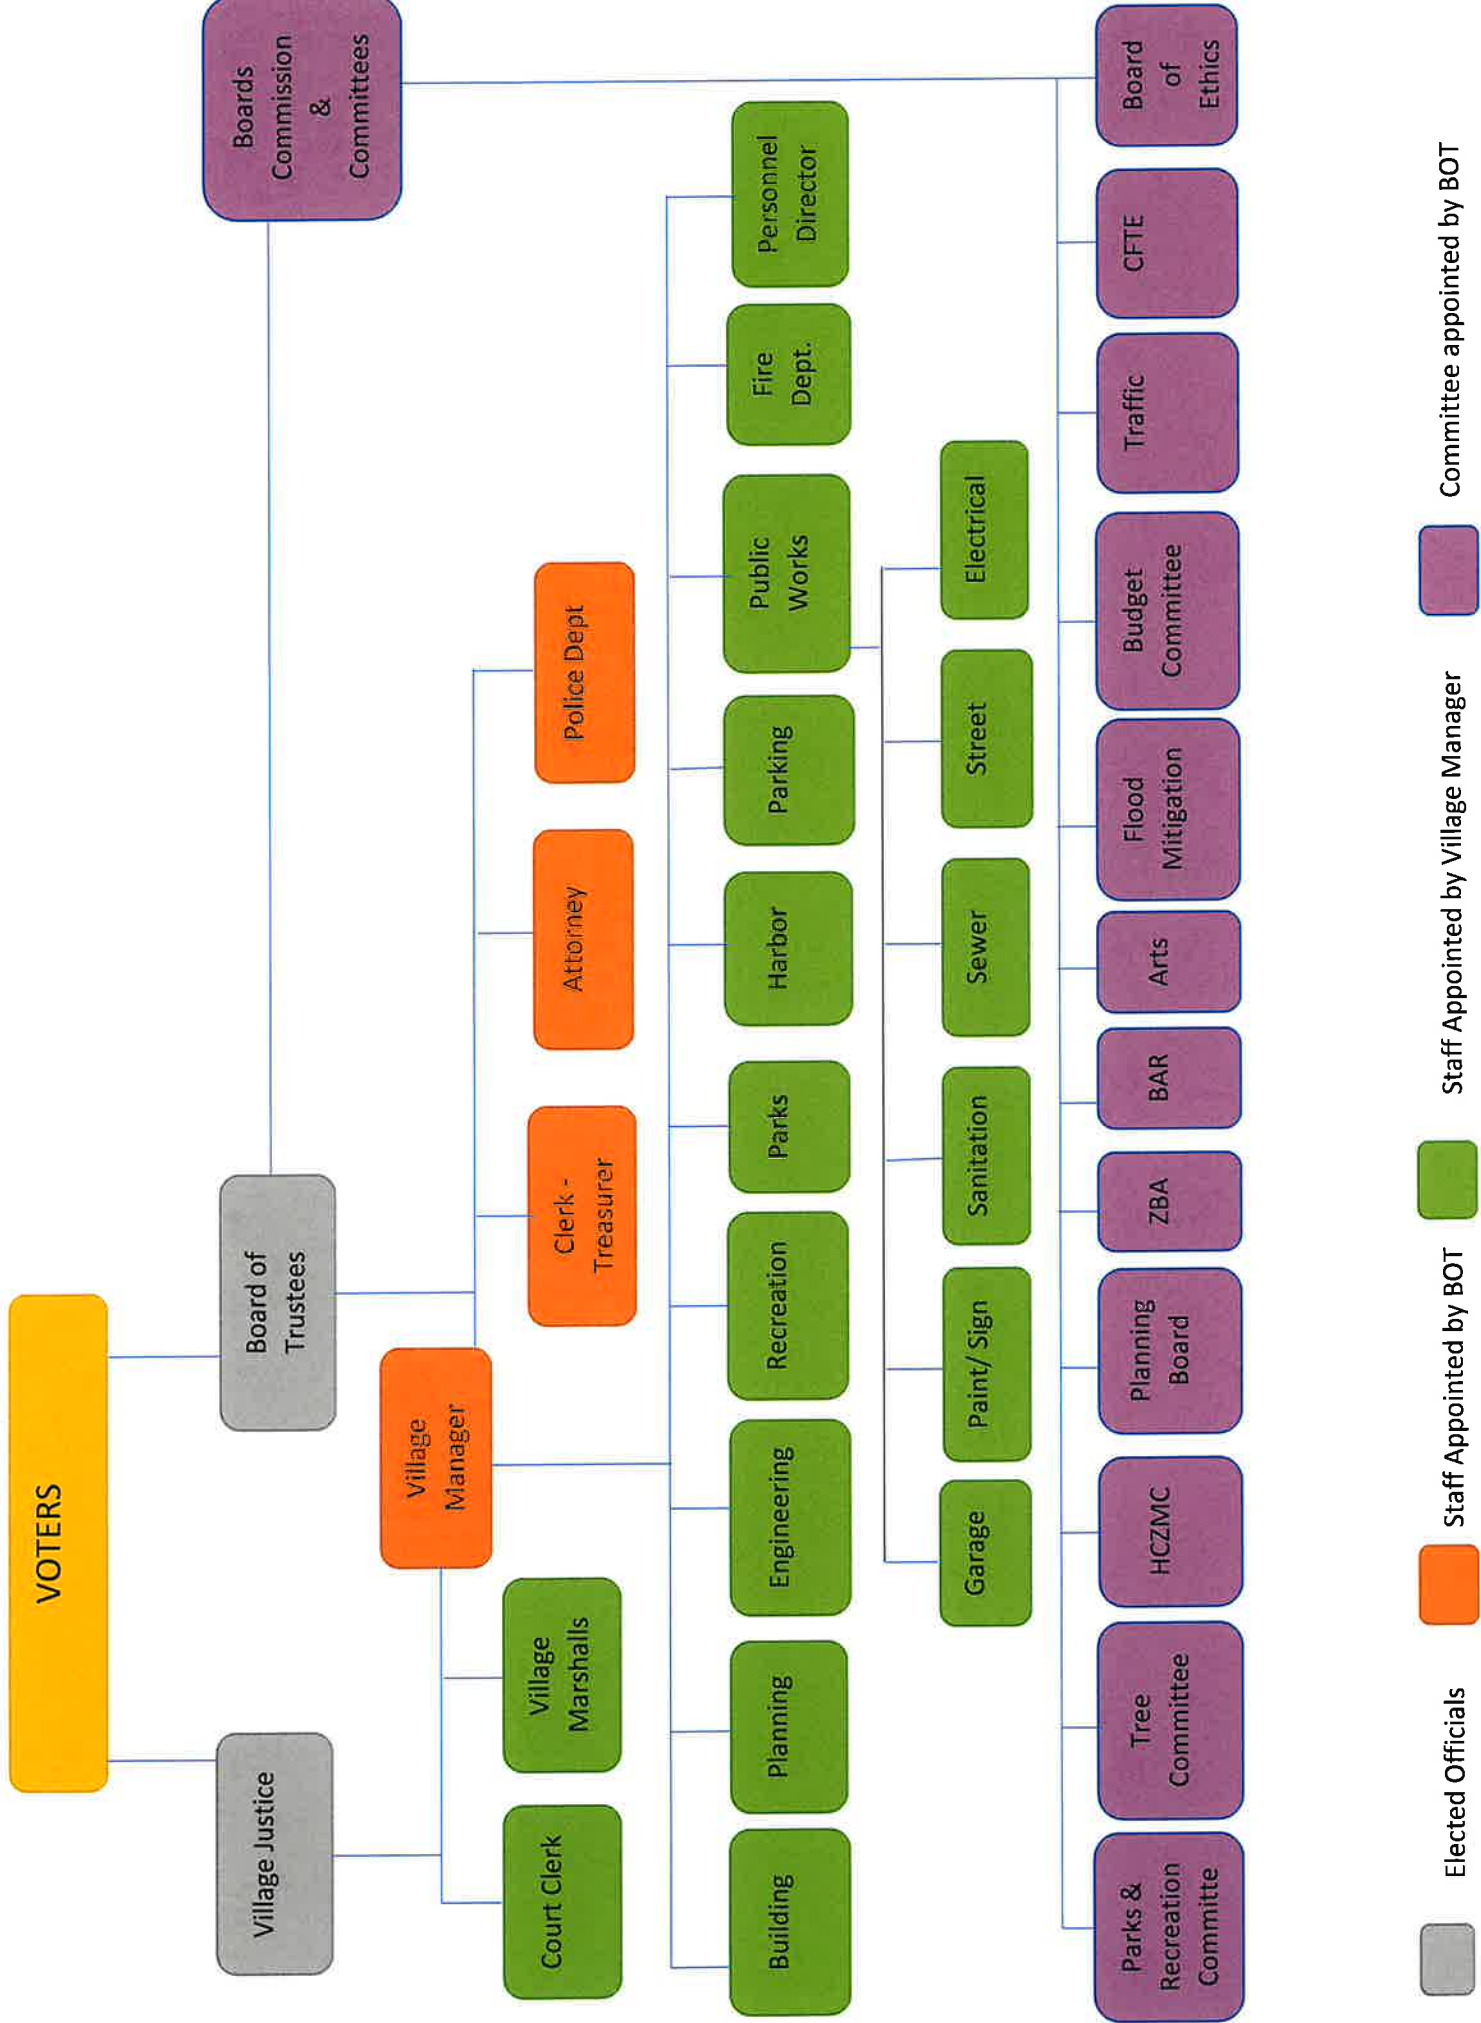 VOTERS
Village Justice
Board of
Trustees
Boards
Commission
&
Committees
Village
Manager
Court Clerk
Village
Marshalls
Clerk -
Treasurer
Attorney
Police Dept
Building
Planning
Engineering
Recreation
Parks
Harbor
Parking
Public
Works
Fire
Dept.
Personnel
Director
Garage
Paint/ Sign
Sanitation
Sewer
Street
Electrical
Parks &
Recreation
Committe
Tree
Committee
HCZMC
Planning
Board
ZBA
BAR
Arts
Flood
Mitigation
Budget
Committee
Traffic
CFTE
Board
of
Ethics
Elected Officials
Staff Appointed by BOT
Staff Appointed by Village Manager
Committee appointed by BOT